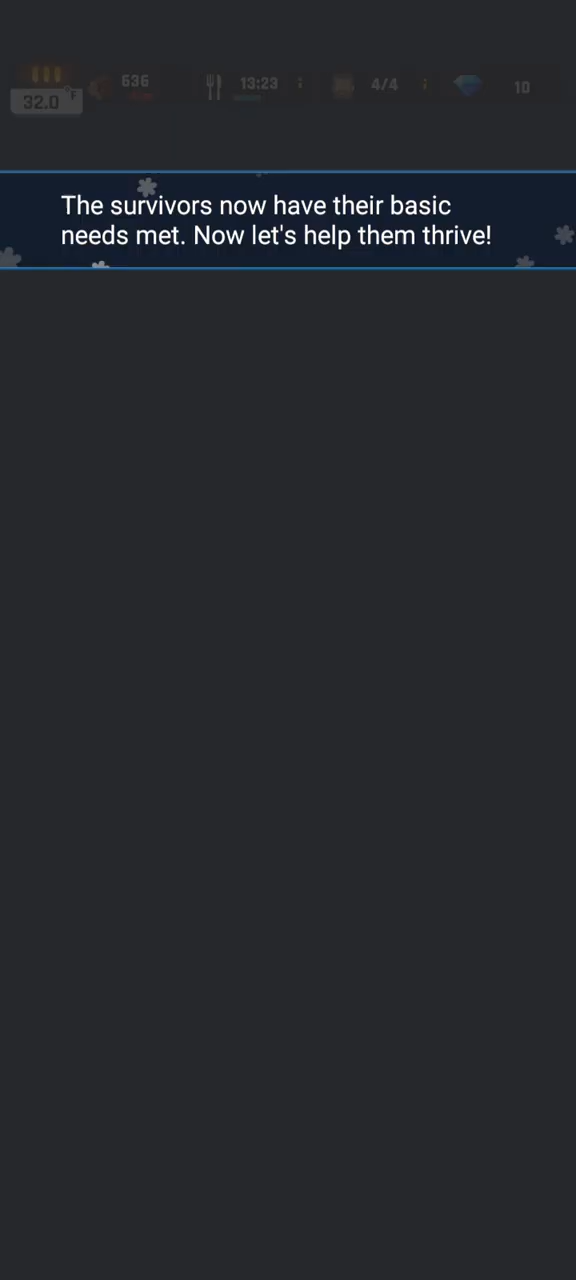 636 13:23 i 4/4 i 10
32.0 °F
The survivors now have their basic
needs met. Now let's help them thrive!